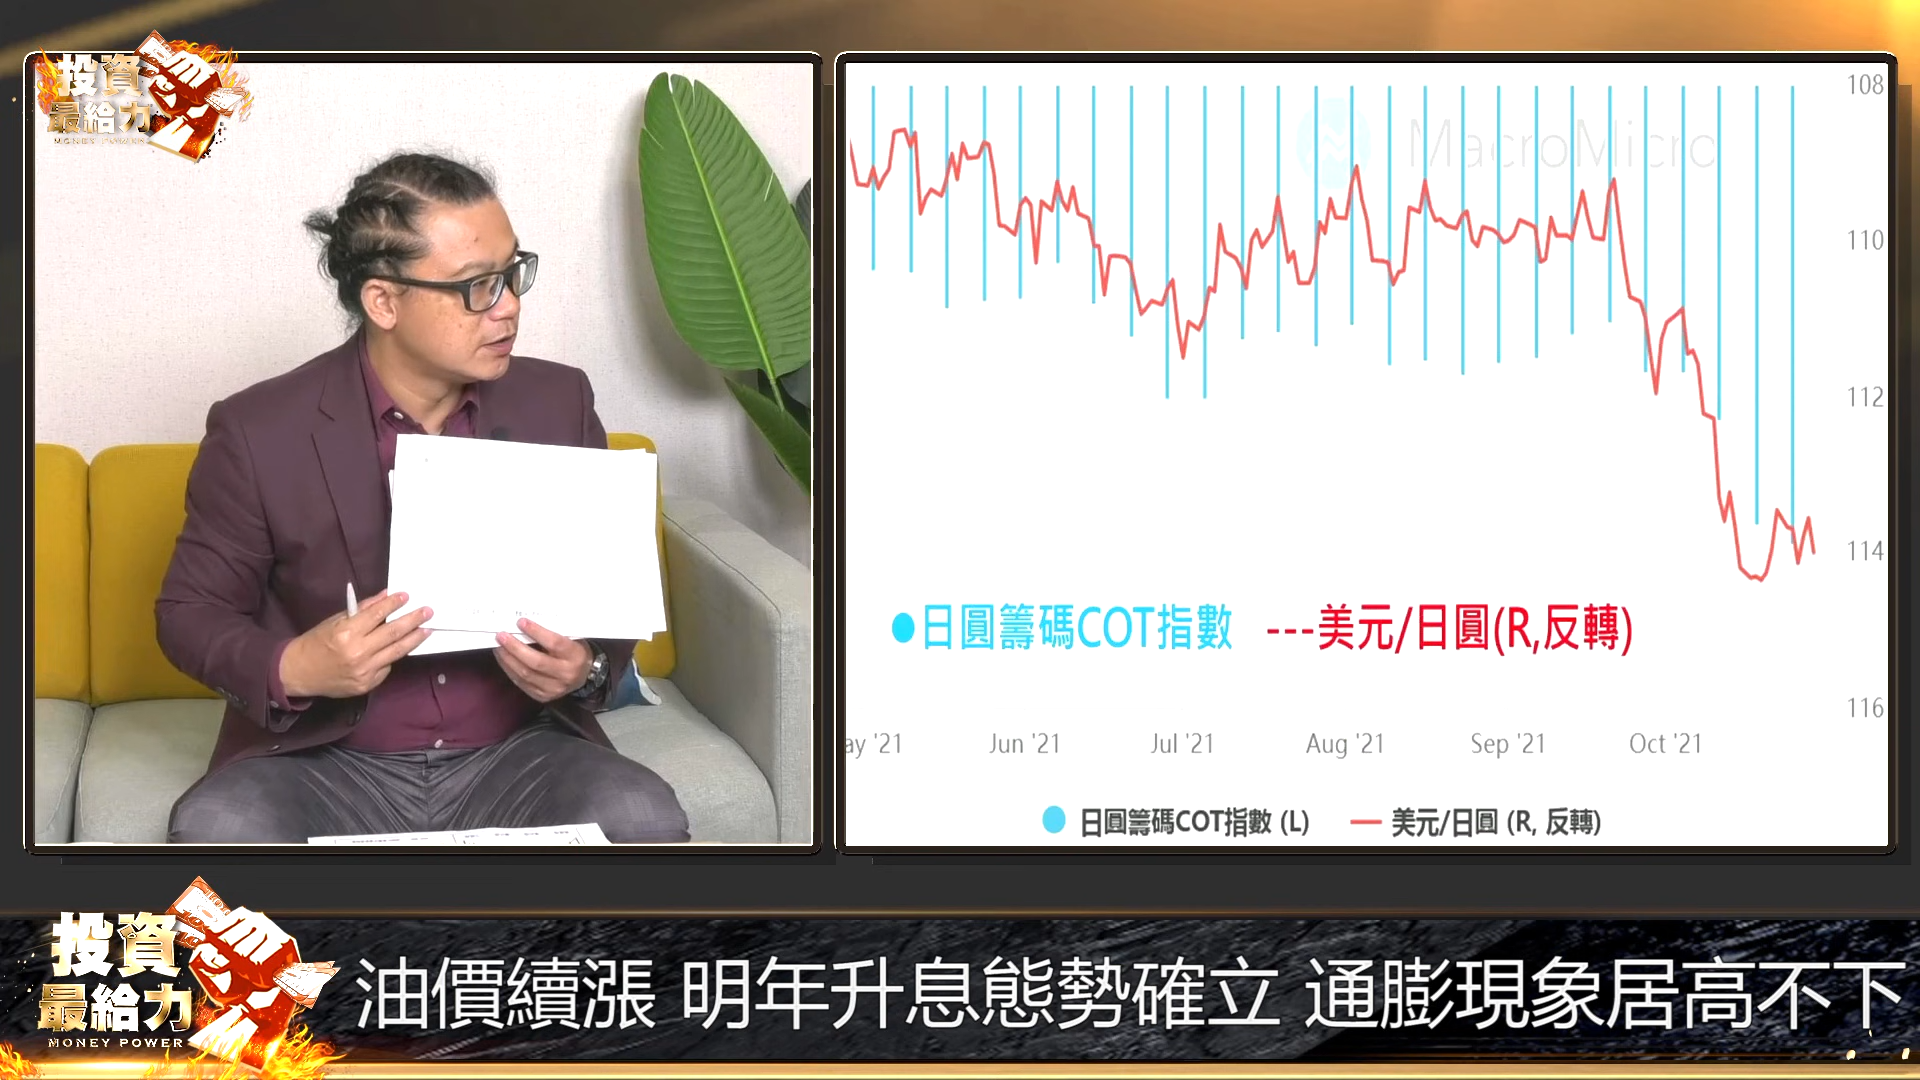 投資
最給力
MONEY POWER
MacroMicro
108
110
112
114
116
●日圓籌碼COT指數 ---美元/日圓(R,反轉)
ay '21 Jun '21 Jul '21 Aug '21 Sep '21 Oct '21
日圓籌碼COT指數 (L) 美元/日圓 (R, 反轉)
投資
最給力
MONEY POWER
油價續漲 明年升息態勢確立 通膨現象居高不下